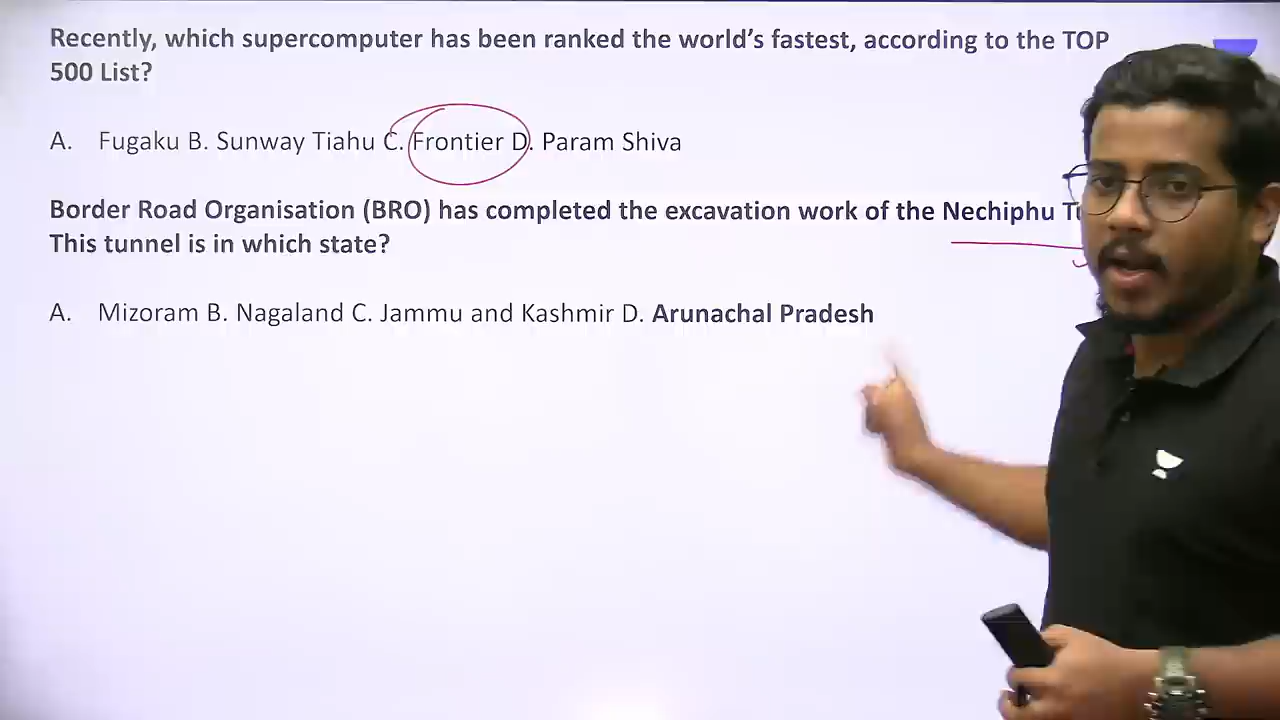 Recently, which supercomputer has been ranked the world's fastest, according to the TOP
500 List?
A. Fugaku B. Sunway Tiahu C. Frontier D. Param Shiva
Border Road Organisation (BRO) has completed the excavation work of the Nechiphu
This tunnel is in which state?
A. Mizoram B. Nagaland C. Jammu and Kashmir D. Arunachal Pradesh